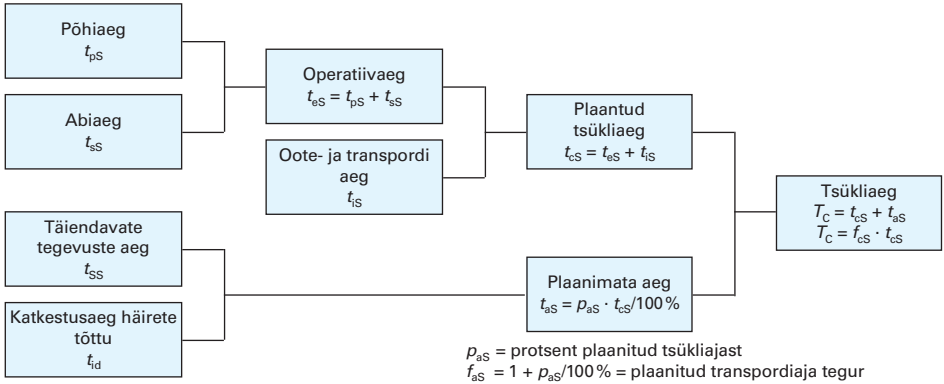 Põhiaeg
t_pS
Abiaeg
t_sS
Operatiivaeg
t_eS = t_pS + t_sS
Oote- ja transpordi
aeg
t_iS
Plaantud
tsükliaeg
t_cS = t_eS + t_iS
Täiendavate
tegevuste aeg
t_SS
Katkestusaeg häirete
tõttu
t_id
Plaanimata aeg
t_aS = p_aS · t_cS/100 %
Tsükliaeg
T_C = t_cS + t_aS
T_C = f_cS · t_cS
p_aS = protsent plaanitud tsükliajast
f_aS = 1 + p_aS/100 % = plaanitud transpordiaja tegur